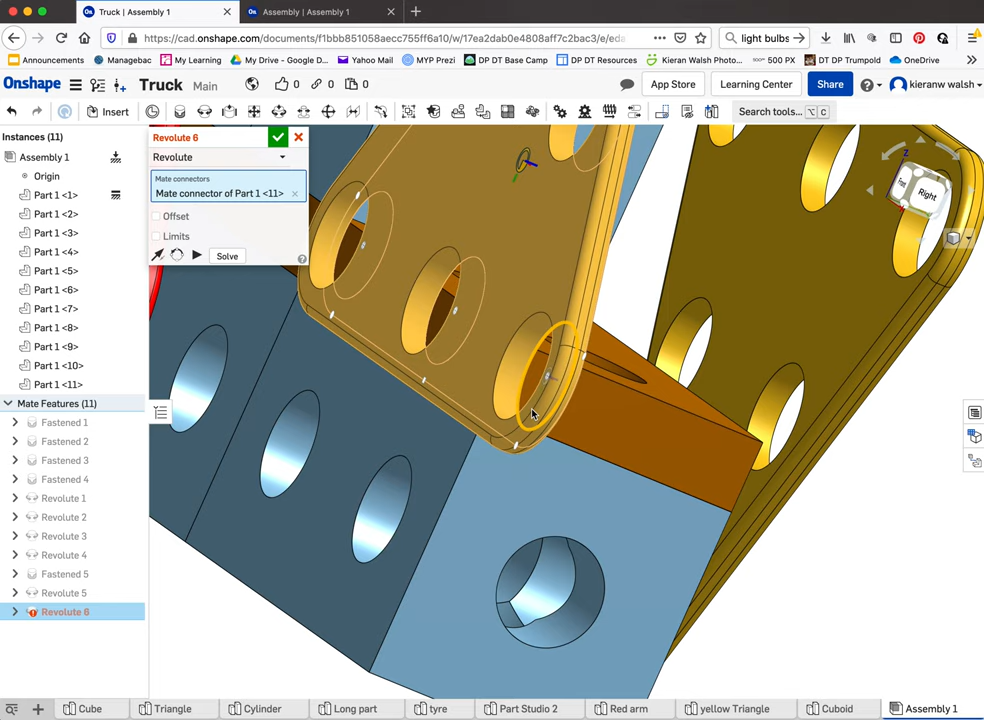 Truck | Assembly 1
Assembly | Assembly 1
https://cad.onshape.com/documents/f1bbb851058aecc755ff6a10/w/17ea2dab0e4808aff7c2bac3/e/eda
light bulbs
Announcements
Managebac
My Learning
My Drive - Google D...
Yahoo Mail
MYP Prezi
DP DT Base Camp
DP DT Resources
Kieran Walsh Photo...
500 PX
DT DP Trumpold
OneDrive
Onshape
Truck
Main
0
0
0
App Store
Learning Center
Share
kieranw walsh
Insert
Search tools...
C
Instances (11)
Assembly 1
Origin
Part 1 <1>
Part 1 <2>
Part 1 <3>
Part 1 <4>
Part 1 <5>
Part 1 <6>
Part 1 <7>
Part 1 <8>
Part 1 <9>
Part 1 <10>
Part 1 <11>
Mate Features (11)
Fastened 1
Fastened 2
Fastened 3
Fastened 4
Revolute 1
Revolute 2
Revolute 3
Revolute 4
Fastened 5
Revolute 5
Revolute 6
Revolute 6
Revolute
Mate connectors
Mate connector of Part 1 <11>
Offset
Limits
Solve
Z
Front
Right
Cube
Triangle
Cylinder
Long part
tyre
Part Studio 2
Red arm
yellow Triangle
Cuboid
Assembly 1